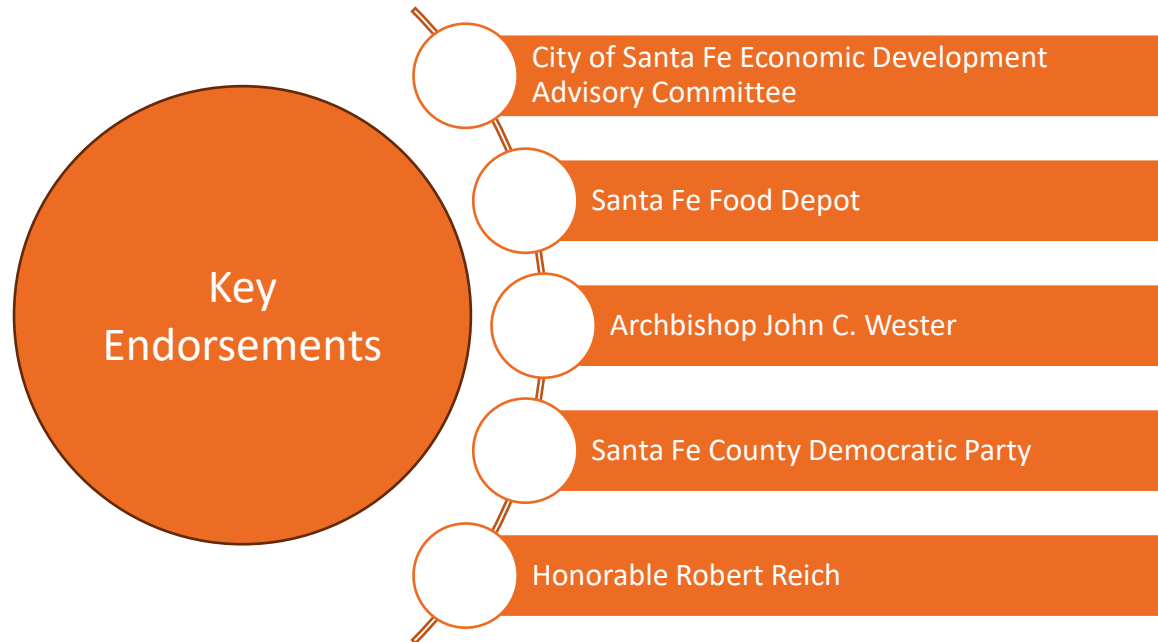 Key
Endorsements
City of Santa Fe Economic Development
Advisory Committee
Santa Fe Food Depot
Archbishop John C. Wester
Santa Fe County Democratic Party
Honorable Robert Reich